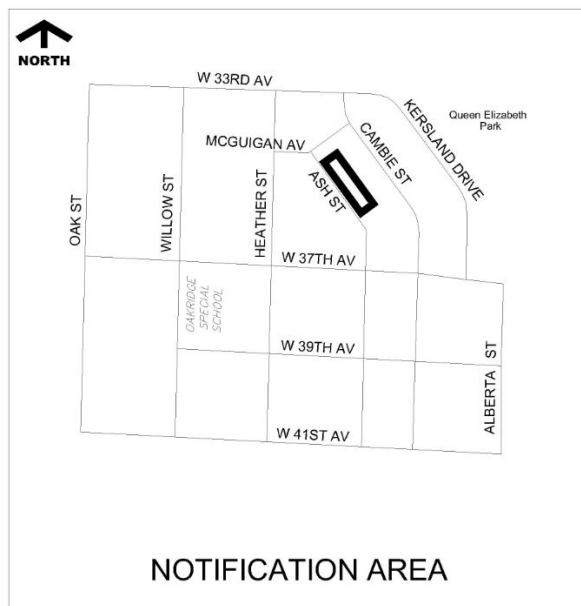 NORTH
W 33RD AV
KERSLAND DRIVE
Queen Elizabeth
Park
CAMBIE ST
MCGUIGAN AV
ASH ST
OAK ST
WILLOW ST
HEATHER ST
W 37TH AV
OAKRIDGE
SPECIAL
SCHOOL
W 39TH AV
ALBERTA ST
W 41ST AV
NOTIFICATION AREA